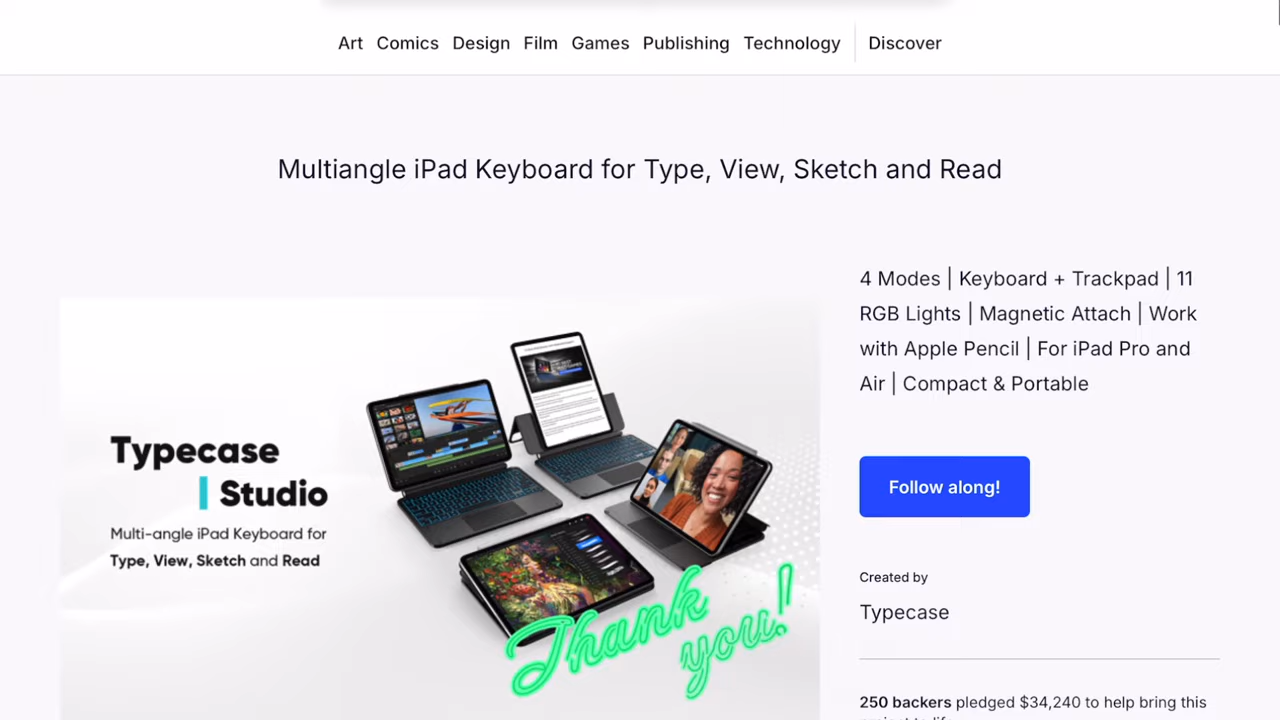 Art Comics Design Film Games Publishing Technology Discover
Multiangle iPad Keyboard for Type, View, Sketch and Read
4 Modes | Keyboard + Trackpad | 11
RGB Lights | Magnetic Attach | Work
with Apple Pencil | For iPad Pro and
Air | Compact & Portable
Typecase
| Studio
Multi-angle iPad Keyboard for
Type, View, Sketch and Read
Thank
you!
Follow along!
Created by
Typecase
250 backers pledged $34,240 to help bring this
project to life.